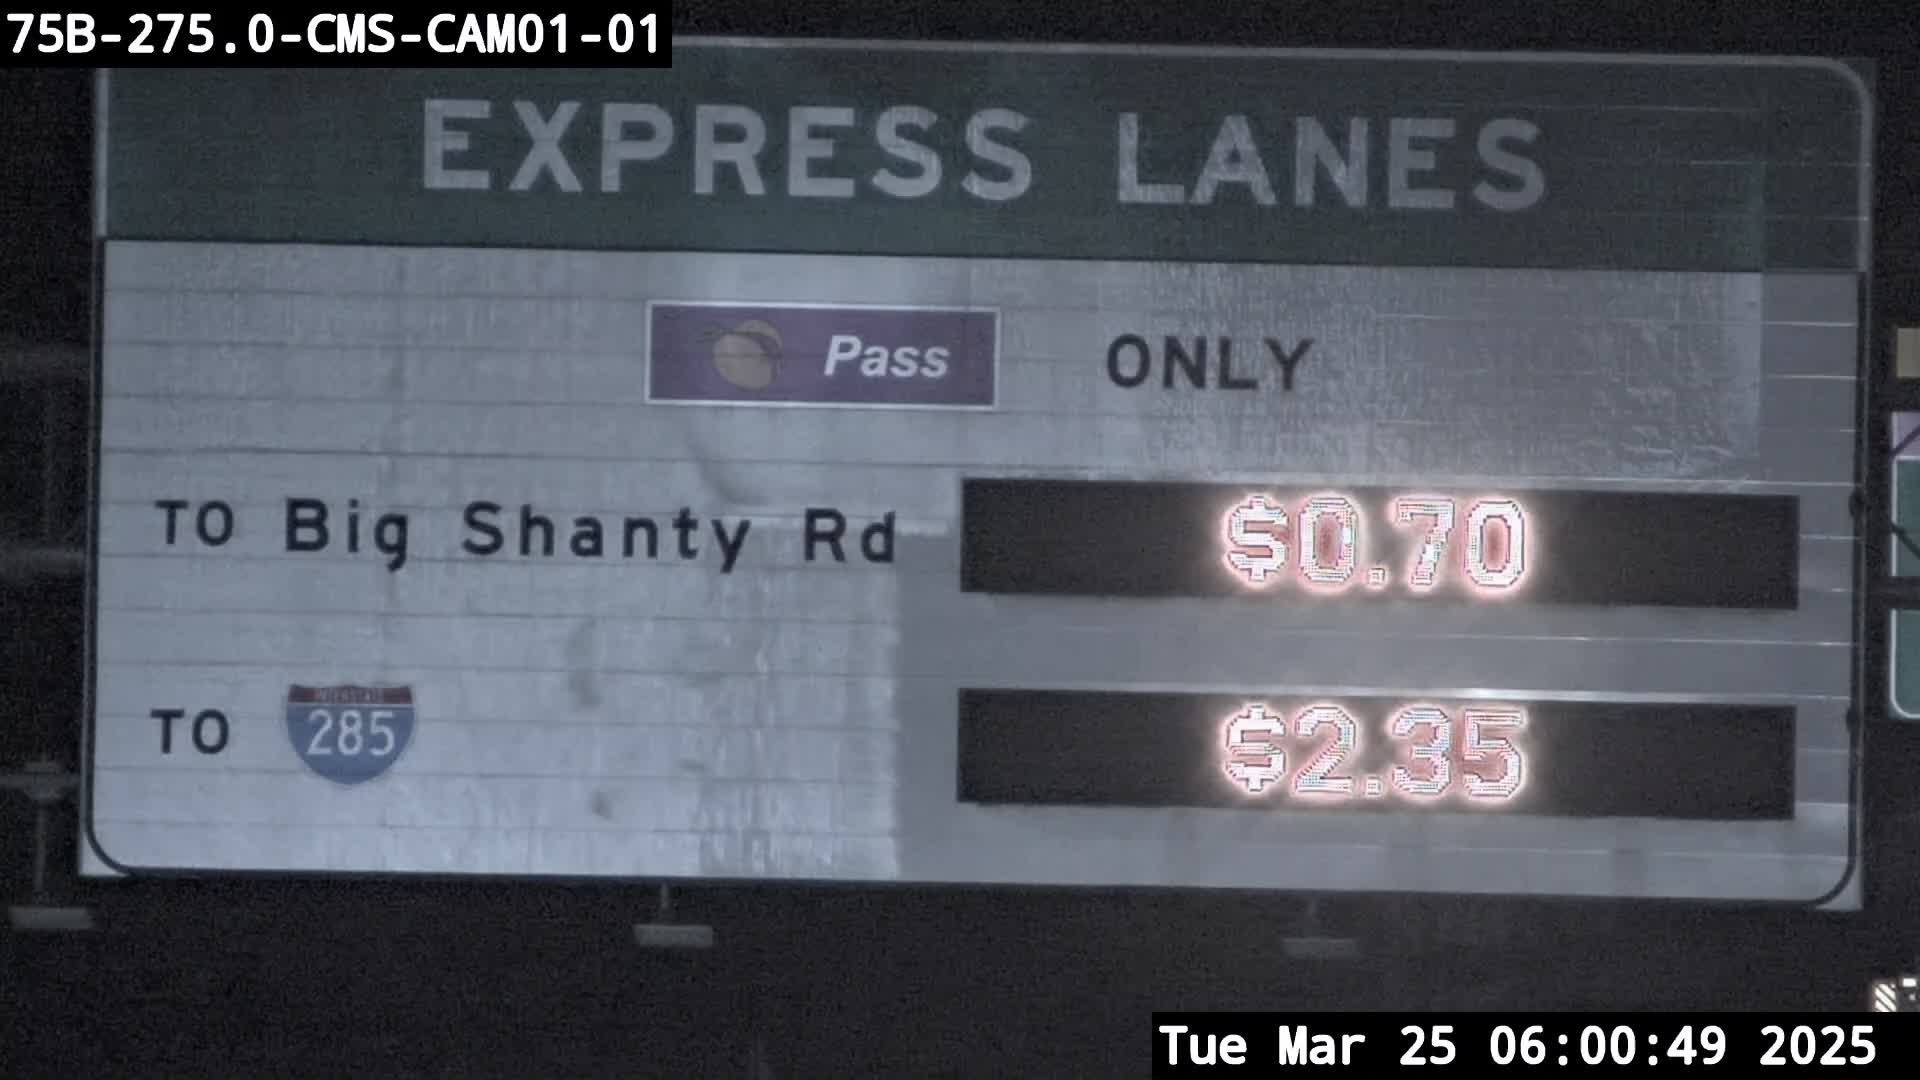 75B-275.0-CMS-CAM01-01
EXPRESS LANES
Pass ONLY
TO Big Shanty Rd $0.70
INTERSTATE
TO 285 $2.35
Tue Mar 25 06:00:49 2025